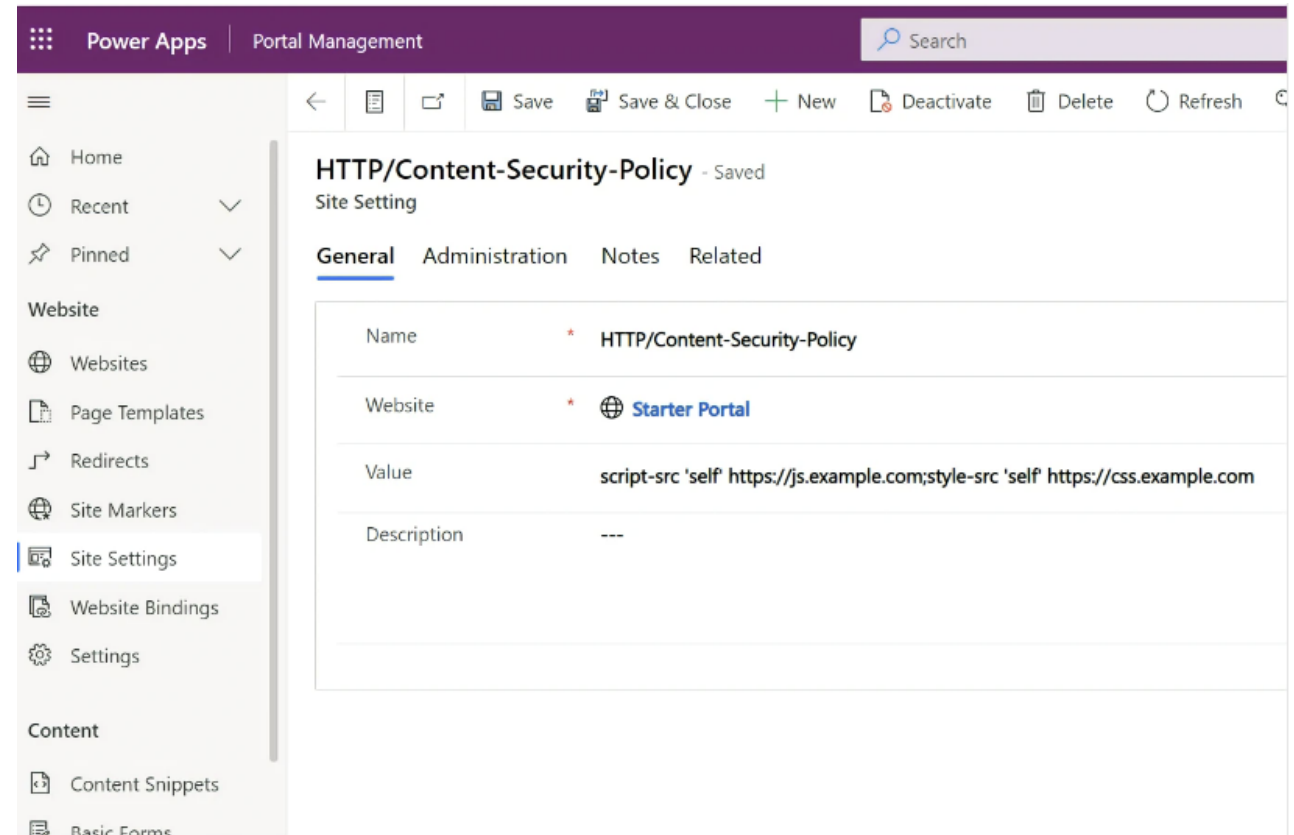 Power Apps Portal Management Search
Save Save & Close New Deactivate Delete Refresh
Home
Recent
Pinned
Website
Websites
Page Templates
Redirects
Site Markers
Site Settings
Website Bindings
Settings
Content
Content Snippets
Basic Forms
HTTP/Content-Security-Policy - Saved
Site Setting
General Administration Notes Related
Name * HTTP/Content-Security-Policy
Website * Starter Portal
Value script-src 'self' https://js.example.com;style-src 'self' https://css.example.com
Description ---